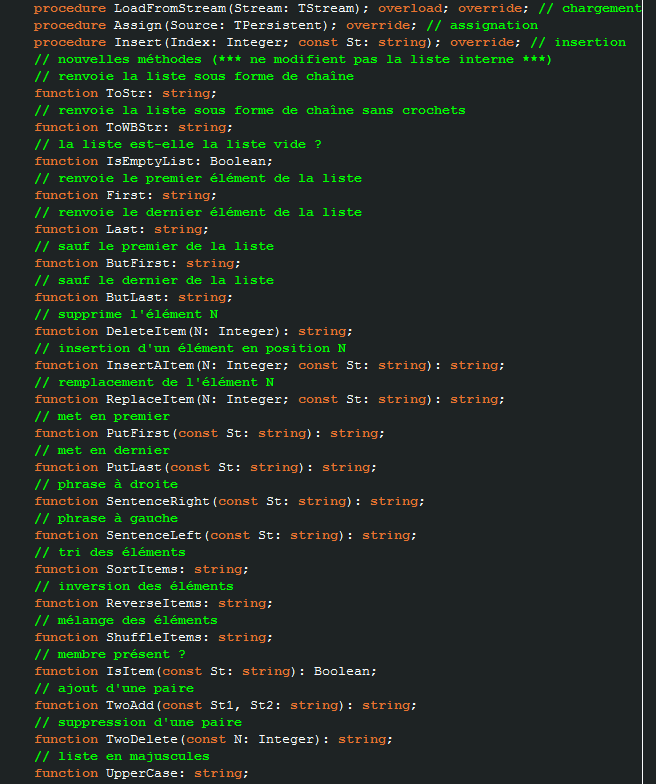 procedure LoadFromStream(Stream: TStream); overload; override; // chargement
procedure Assign(Source: TPersistent); override; // assignation
procedure Insert(Index: Integer; const St: string); override; // insertion
// nouvelles méthodes (*** ne modifient pas la liste interne ***)
// renvoie la liste sous forme de chaîne
function ToStr: string;
// renvoie la liste sous forme de chaîne sans crochets
function ToWBStr: string;
// la liste est-elle la liste vide ?
function IsEmptyList: Boolean;
// renvoie le premier élément de la liste
function First: string;
// renvoie le dernier élément de la liste
function Last: string;
// sauf le premier de la liste
function ButFirst: string;
// sauf le dernier de la liste
function ButLast: string;
// supprime l'élément N
function DeleteItem(N: Integer): string;
// insertion d'un élément en position N
function InsertAItem(N: Integer; const St: string): string;
// remplacement de l'élément N
function ReplaceItem(N: Integer; const St: string): string;
// met en premier
function PutFirst(const St: string): string;
// met en dernier
function PutLast(const St: string): string;
// phrase à droite
function SentenceRight(const St: string): string;
// phrase à gauche
function SentenceLeft(const St: string): string;
// tri des éléments
function SortItems: string;
// inversion des éléments
function ReverseItems: string;
// mélange des éléments
function ShuffleItems: string;
// membre présent ?
function IsItem(const St: string): Boolean;
// ajout d'une paire
function TwoAdd(const St1, St2: string): string;
// suppression d'une paire
function TwoDelete(const N: Integer): string;
// liste en majuscules
function UpperCase: string;